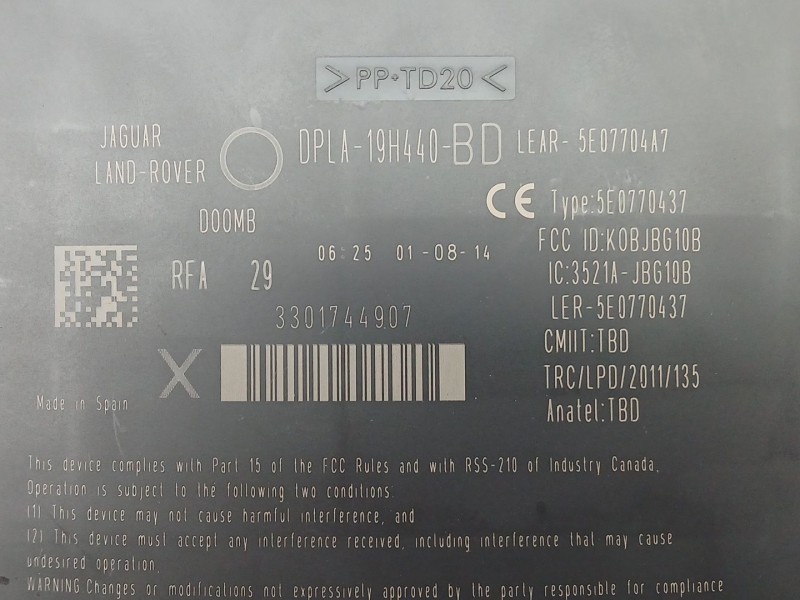 >PP+TD20<
JAGUAR
LAND-ROVER
DPLA-19H440-BD
LEAR- 5E07704A7
CE Type:5E0770437
D00MB
FCC ID:KOBJBG10B
06:25 01-08-14
RFA 29
IC:3521A-JBG10B
LER-5E0770437
3301744907
CMIIT:TBD
X
TRC/LPD/2011/135
Made in Spain
Anatel:TBD
This device complies with Part 15 of the FCC Rules and with RSS-210 of Industry Canada.
Operation is subject to the following two conditions:
(1) This device may not cause harmful interference, and
(2) This device must accept any interference received, including interference that may cause
undesired operation.
WARNING Changes or modifications not expressively approved by the party responsible for compliance